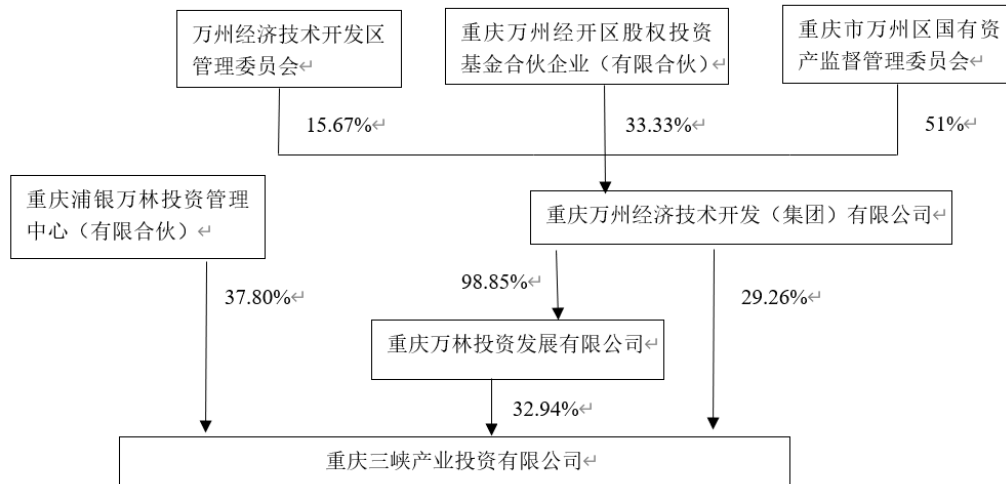 万州经济技术开发区
管理委员会↵
重庆万州经开区股权投资
基金合伙企业（有限合伙）↵
重庆市万州区国有资
产监督管理委员会↵
15.67%↵
33.33%↵
51%↵
重庆浦银万林投资管理
中心（有限合伙）↵
重庆万州经济技术开发（集团）有限公司↵
37.80%↵
98.85%↵
29.26%↵
重庆万林投资发展有限公司↵
32.94%↵
重庆三峡产业投资有限公司↵